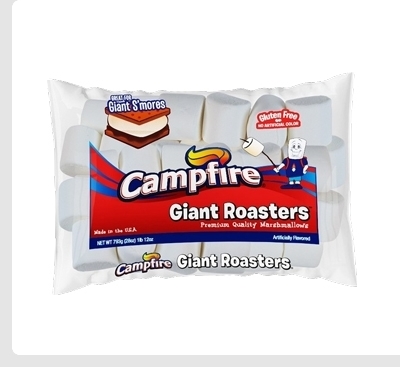 GREAT FOR
Giant S'mores
Gluten Free
NO ARTIFICIAL COLOR
Campfire
Giant Roasters
Premium Quality Marshmallows
Made in the U.S.A.
NET WT 793g (28oz) 1lb 12oz
Artificially Flavored
Campfire Giant Roasters